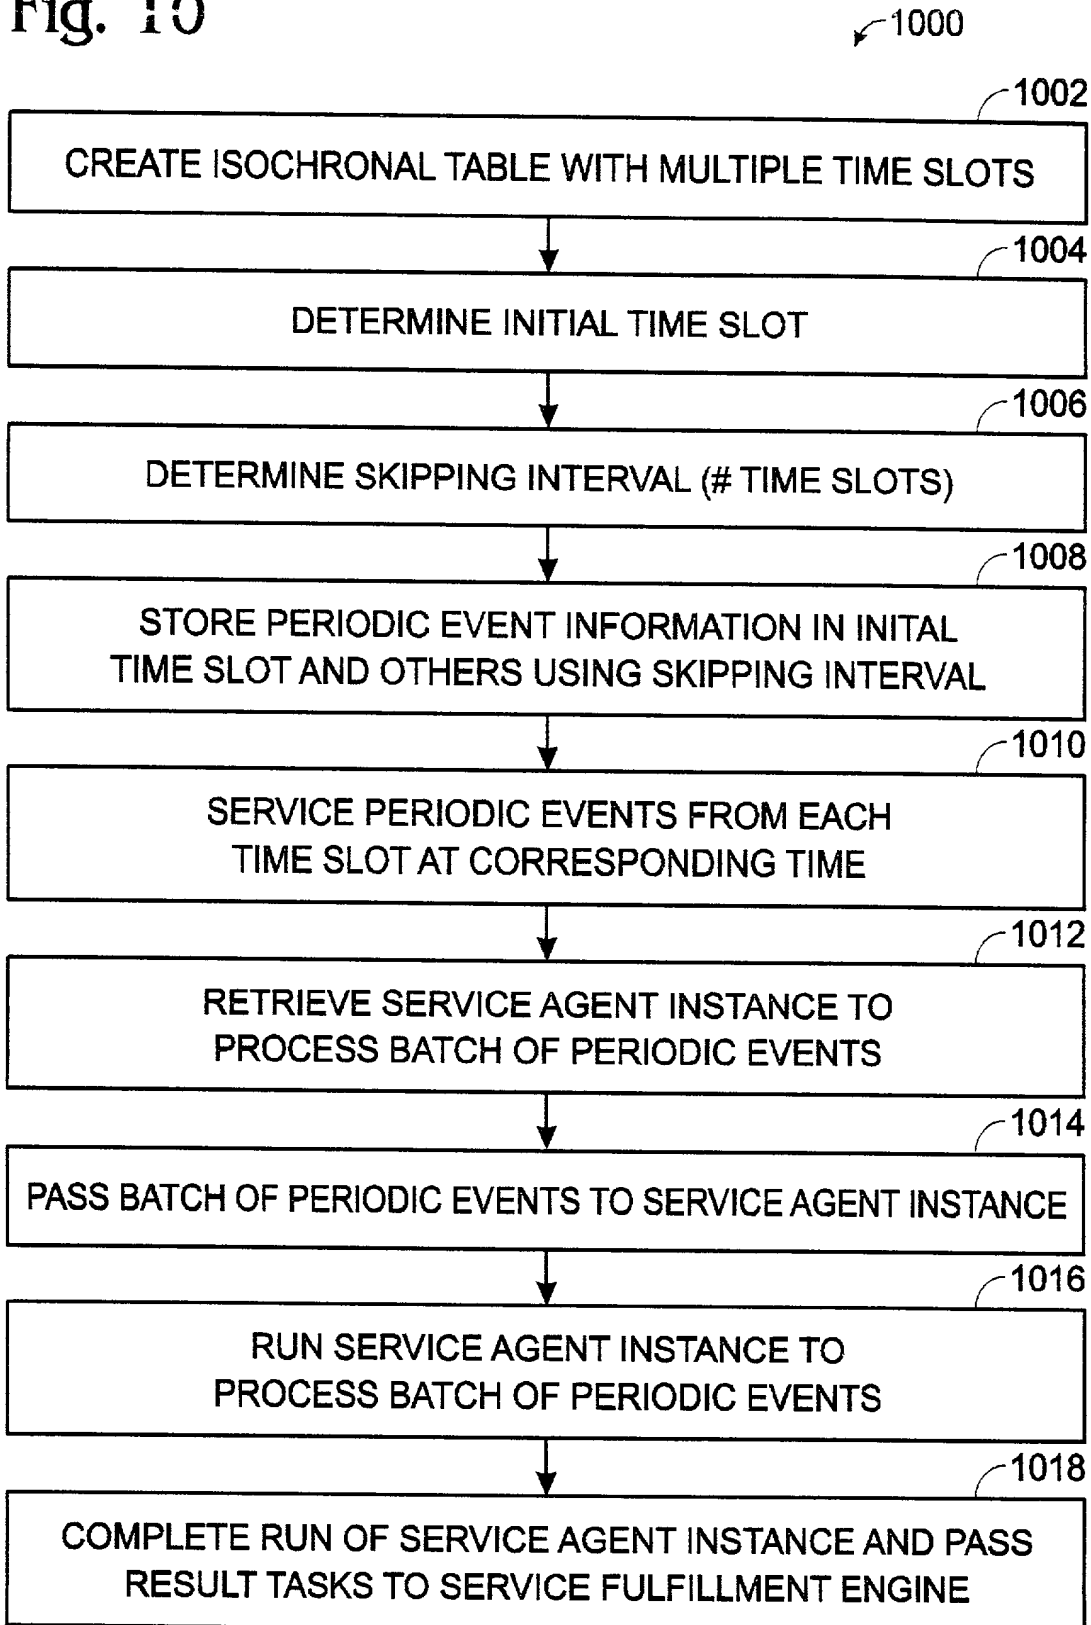 Fig. 10
1000
1002
CREATE ISOCHRONAL TABLE WITH MULTIPLE TIME SLOTS
1004
DETERMINE INITIAL TIME SLOT
1006
DETERMINE SKIPPING INTERVAL (# TIME SLOTS)
1008
STORE PERIODIC EVENT INFORMATION IN INITAL
TIME SLOT AND OTHERS USING SKIPPING INTERVAL
1010
SERVICE PERIODIC EVENTS FROM EACH
TIME SLOT AT CORRESPONDING TIME
1012
RETRIEVE SERVICE AGENT INSTANCE TO
PROCESS BATCH OF PERIODIC EVENTS
1014
PASS BATCH OF PERIODIC EVENTS TO SERVICE AGENT INSTANCE
1016
RUN SERVICE AGENT INSTANCE TO
PROCESS BATCH OF PERIODIC EVENTS
1018
COMPLETE RUN OF SERVICE AGENT INSTANCE AND PASS
RESULT TASKS TO SERVICE FULFILLMENT ENGINE